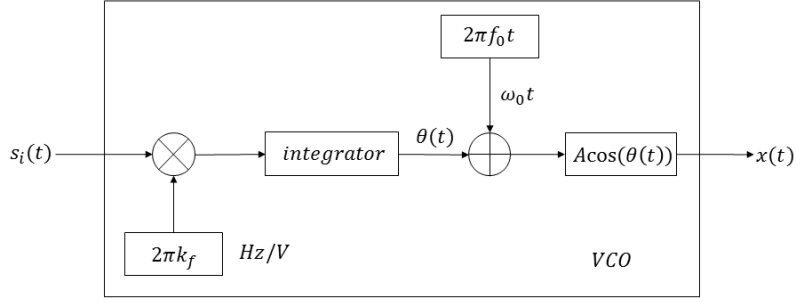 2πf₀t
ω₀t
sᵢ(t)
integrator
θ(t)
Acos(θ(t))
x(t)
2πk_f
Hz/V
VCO